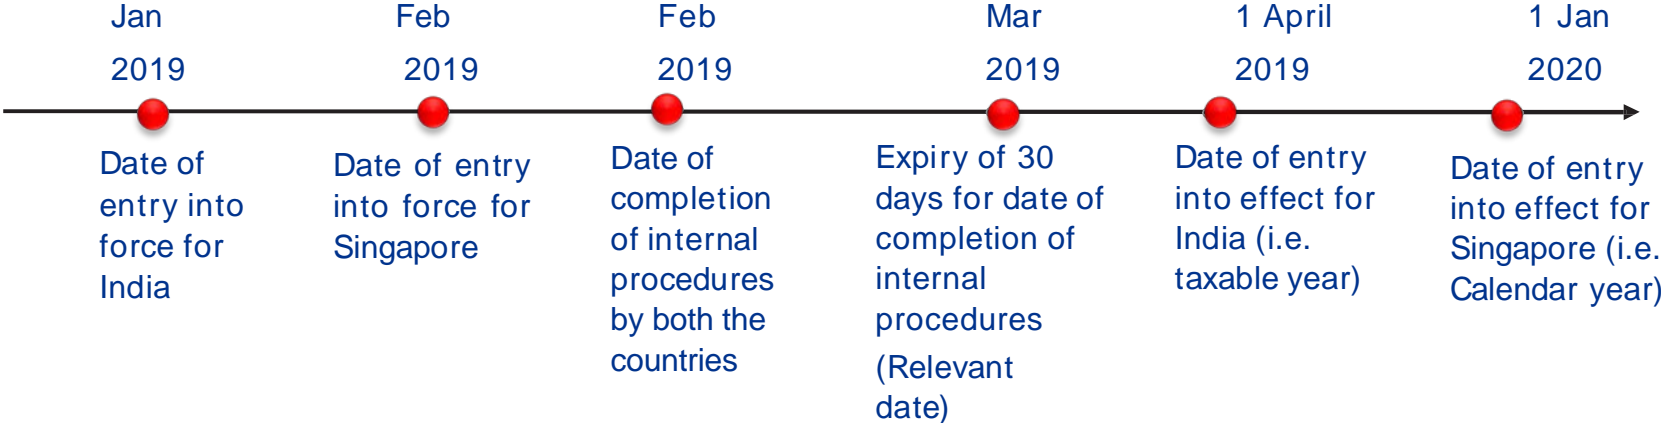 Jan
2019
Date of
entry into
force for
India
Feb
2019
Date of entry
into force for
Singapore
Feb
2019
Date of
completion
of internal
procedures
by both the
countries
Mar
2019
Expiry of 30
days for date of
completion of
internal
procedures
(Relevant
date)
1 April
2019
Date of entry
into effect for
India (i.e.
taxable year)
1 Jan
2020
Date of entry
into effect for
Singapore (i.e.
Calendar year)